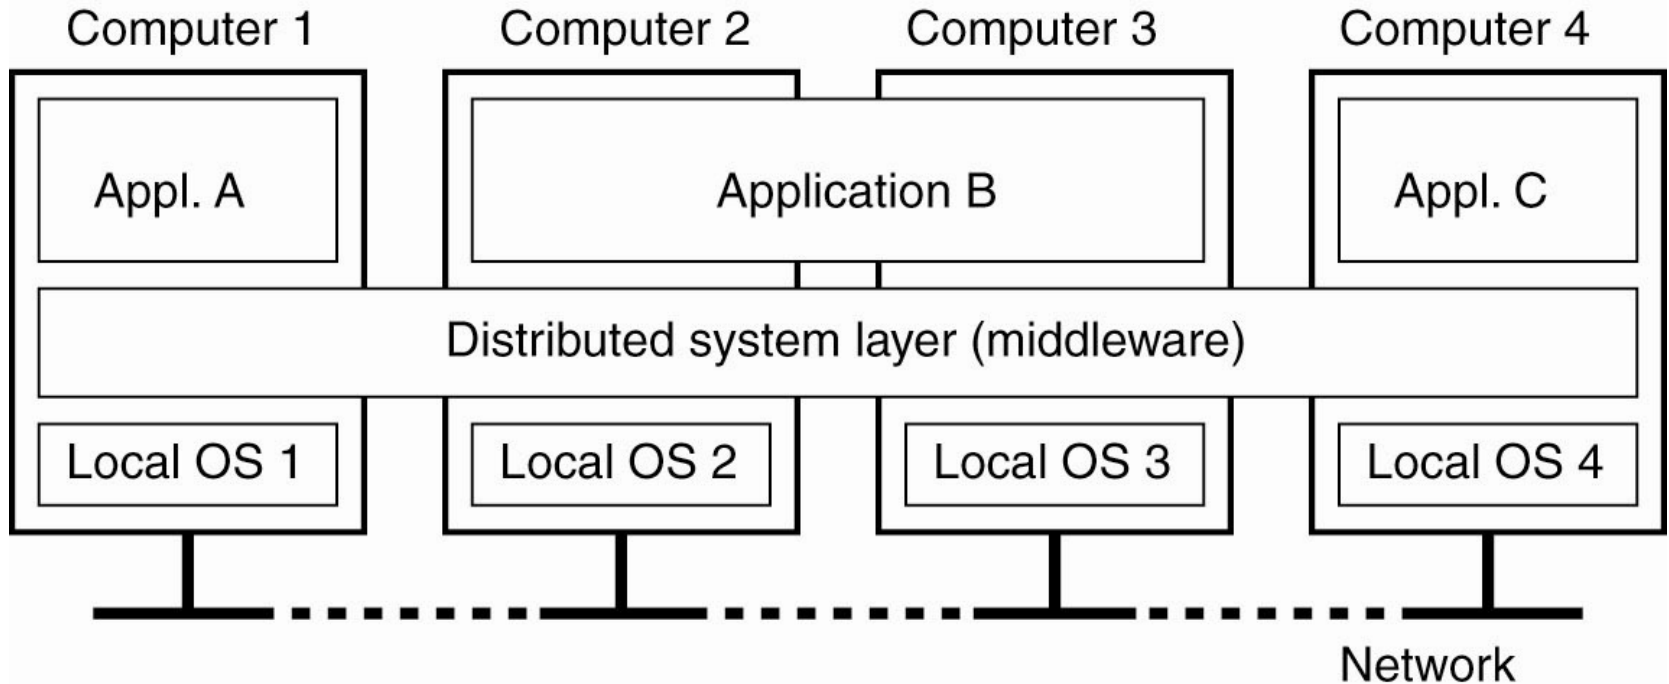 Computer 1
Computer 2
Computer 3
Computer 4
Appl. A
Application B
Appl. C
Distributed system layer (middleware)
Local OS 1
Local OS 2
Local OS 3
Local OS 4
Network